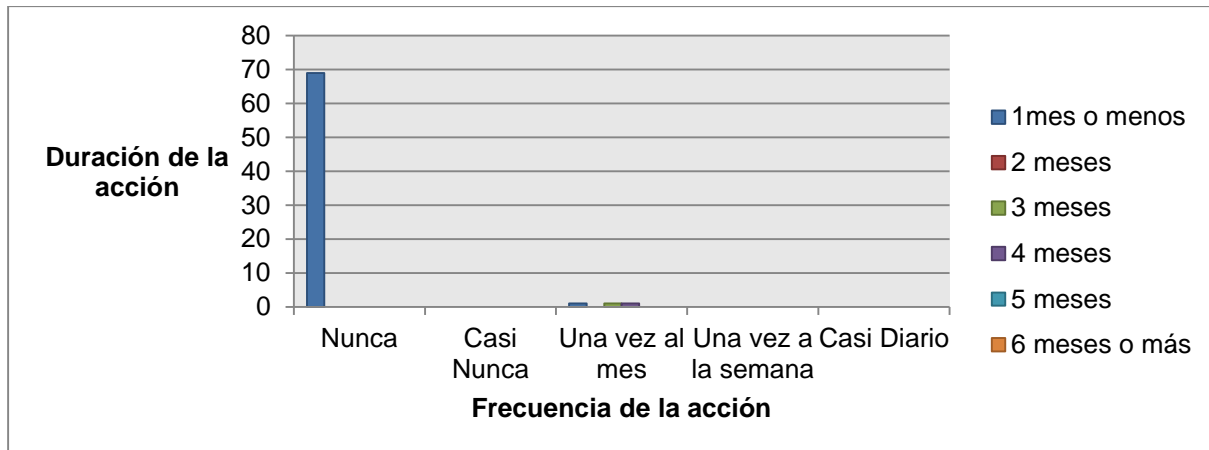 80
70
60
50
40
30
20
10
0
Duración de la
acción
Nunca
Casi
Nunca
Una vez al
mes
Una vez a
la semana
Casi Diario
Frecuencia de la acción
1mes o menos
2 meses
3 meses
4 meses
5 meses
6 meses o más